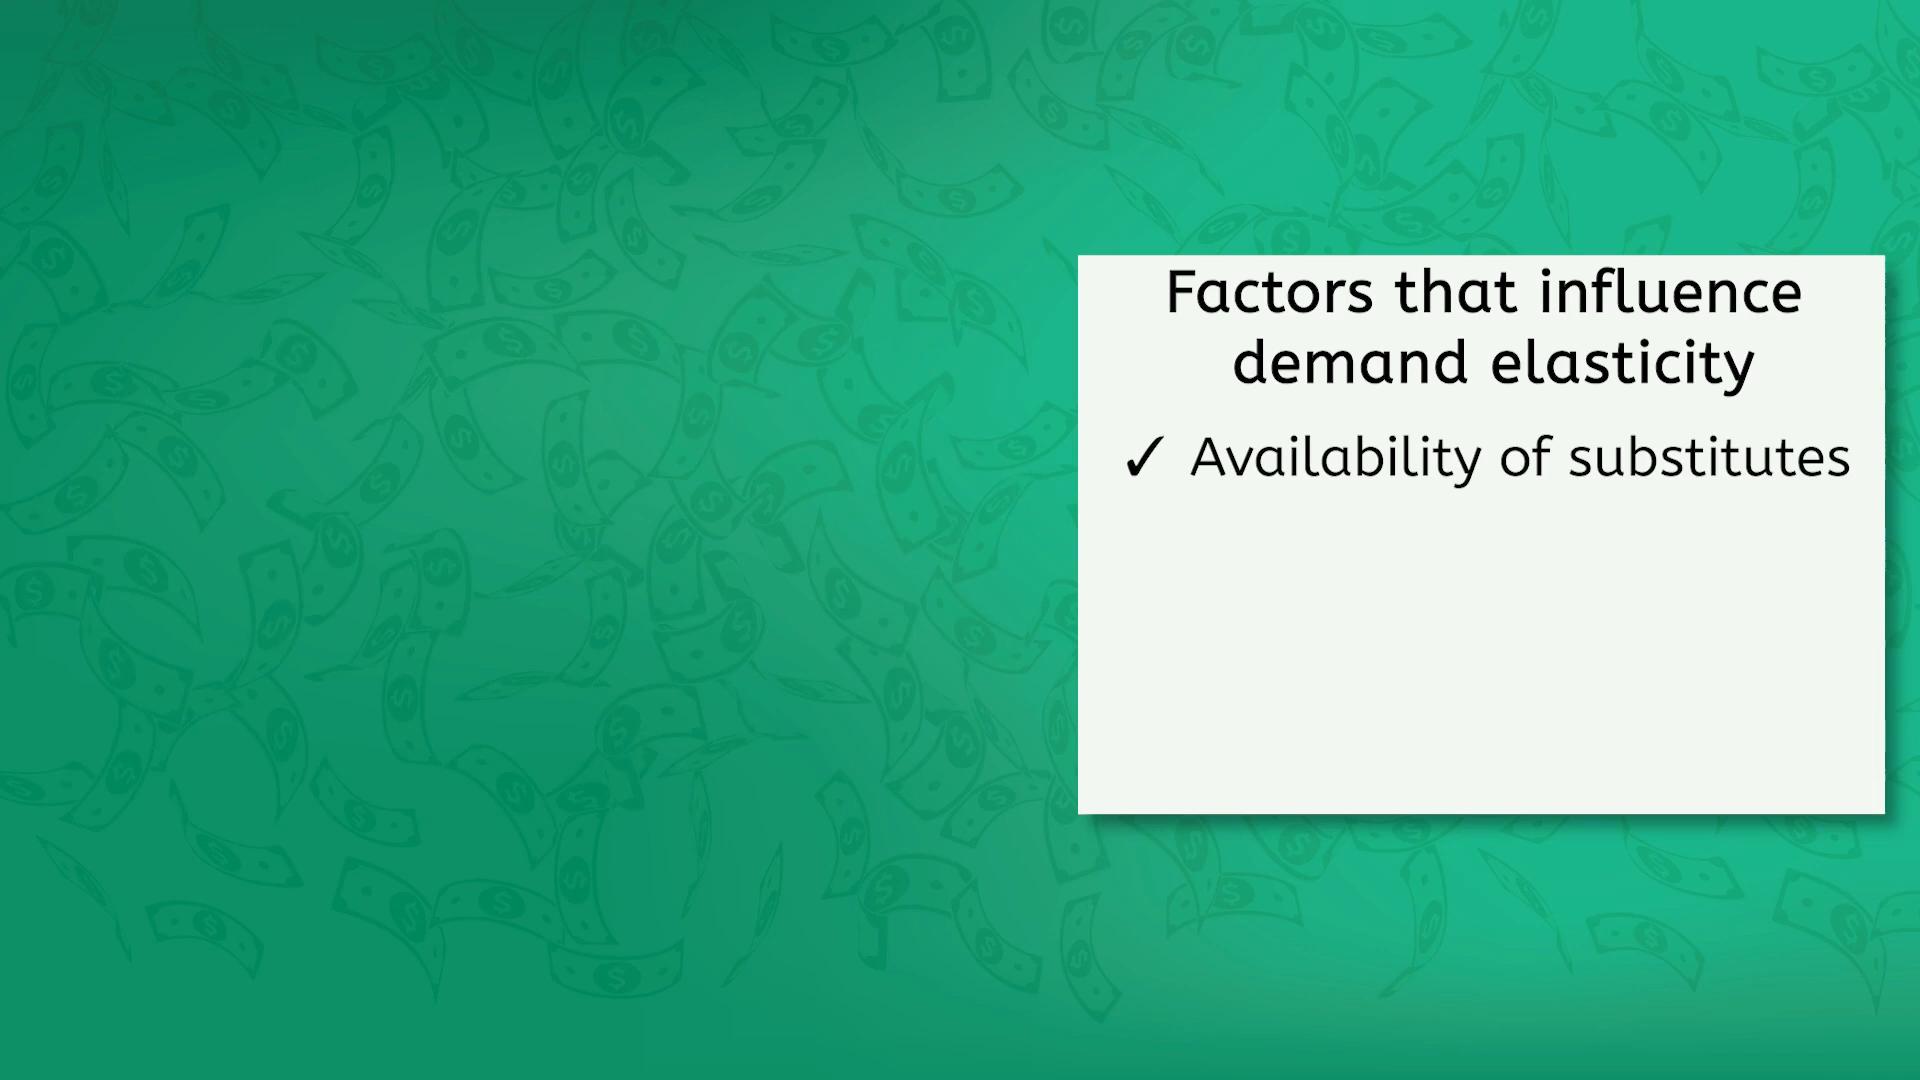 Factors that influence
demand elasticity
✓ Availability of substitutes